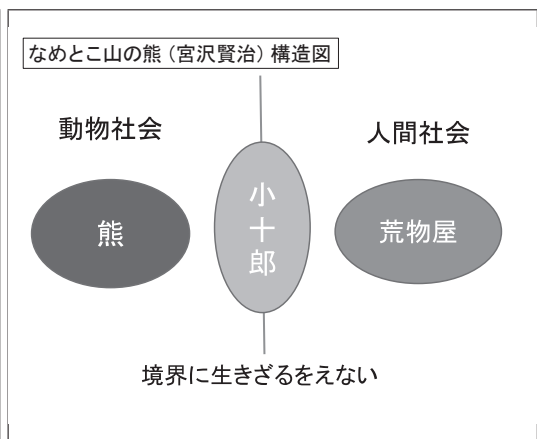 なめとこ山の熊（宮沢賢治）構造図
動物社会
人間社会
熊
小十郎
荒物屋
境界に生きざるをえない